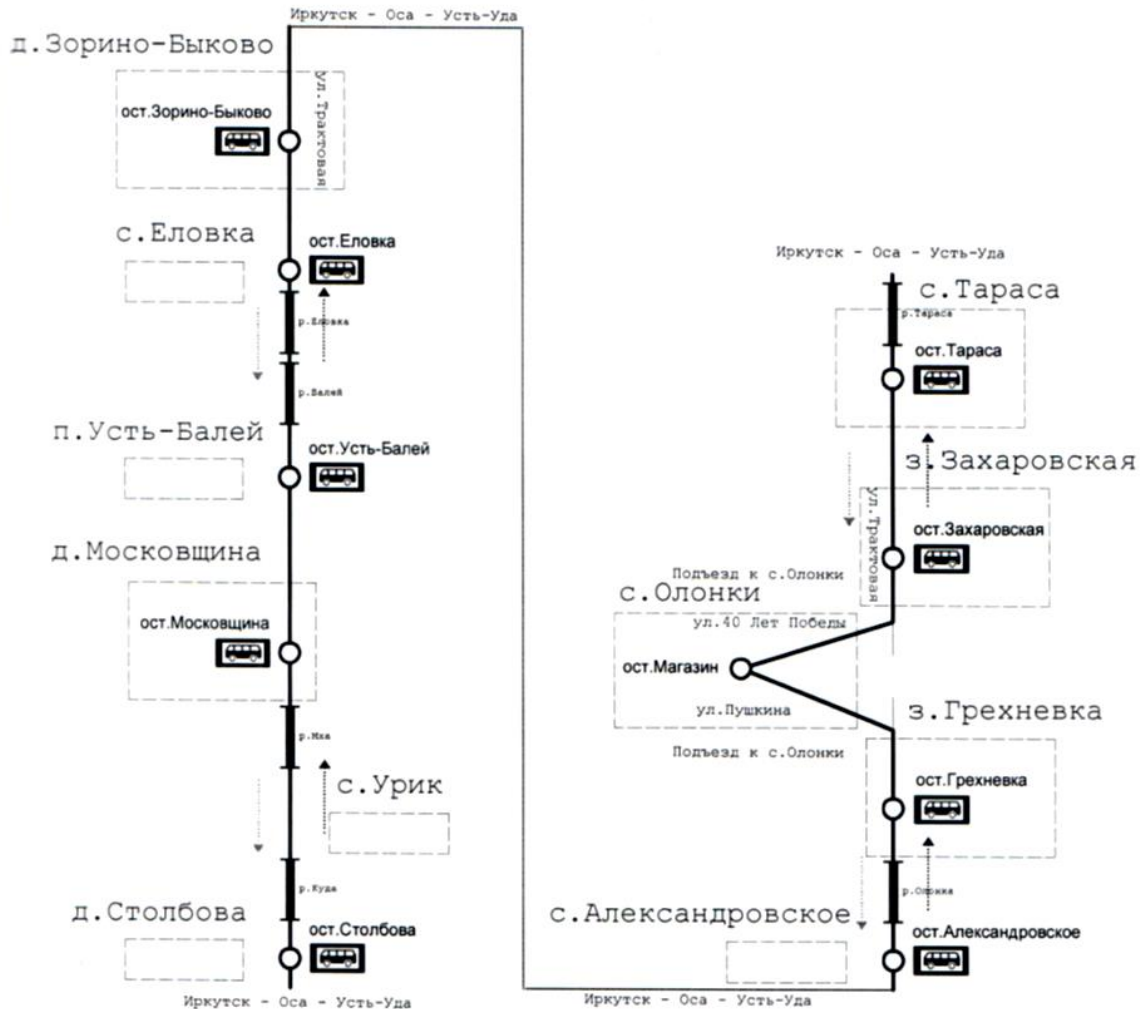 Иркутск - Оса - Усть-Уда
д.Зорино-Быково
ул.Трактовая
ост.Зорино-Быково
с.Еловка
ост.Еловка
р.Еловка
р.Балей
п.Усть-Балей
ост.Усть-Балей
д.Московщина
ост.Московщина
с.Урик
р.Куда
д.Столбова
ост.Столбова
Иркутск - Оса - Усть-Уда
Иркутск - Оса - Усть-Уда
с.Тараса
р.Тараса
ост.Тараса
з.Захаровская
ул.Трактовая
ост.Захаровская
Подъезд к с.Олонки
с.Олонки
ул.40 Лет Победы
ост.Магазин
ул.Пушкина
з.Грехневка
Подъезд к с.Олонки
ост.Грехневка
р.Олонка
с.Александровское
ост.Александровское
Иркутск - Оса - Усть-Уда